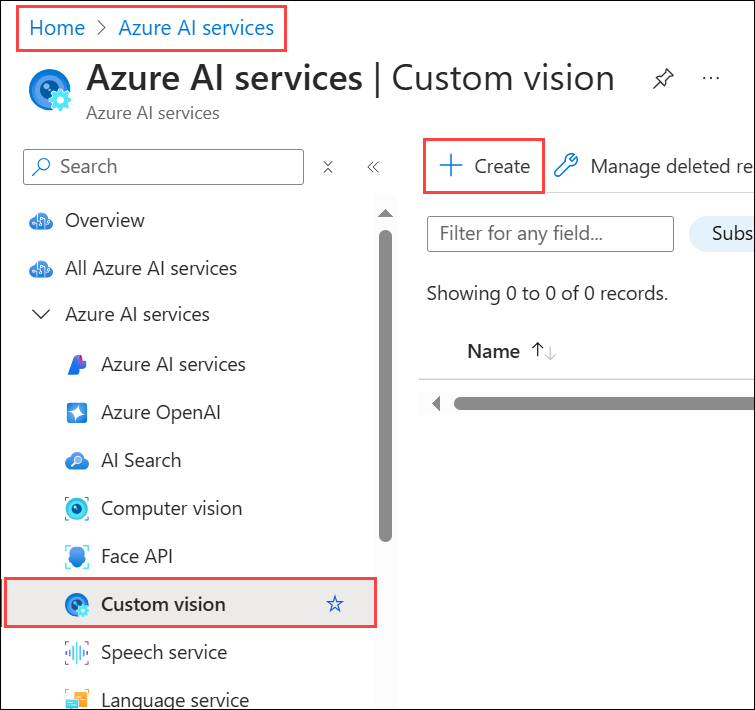 Home > Azure AI services
Azure AI services | Custom vision
Azure AI services
Search
Create
Manage deleted re
Overview
All Azure AI services
Azure AI services
Azure AI services
Azure OpenAI
AI Search
Computer vision
Face API
Custom vision
Speech service
Language service
Filter for any field...
Subs
Showing 0 to 0 of 0 records.
Name